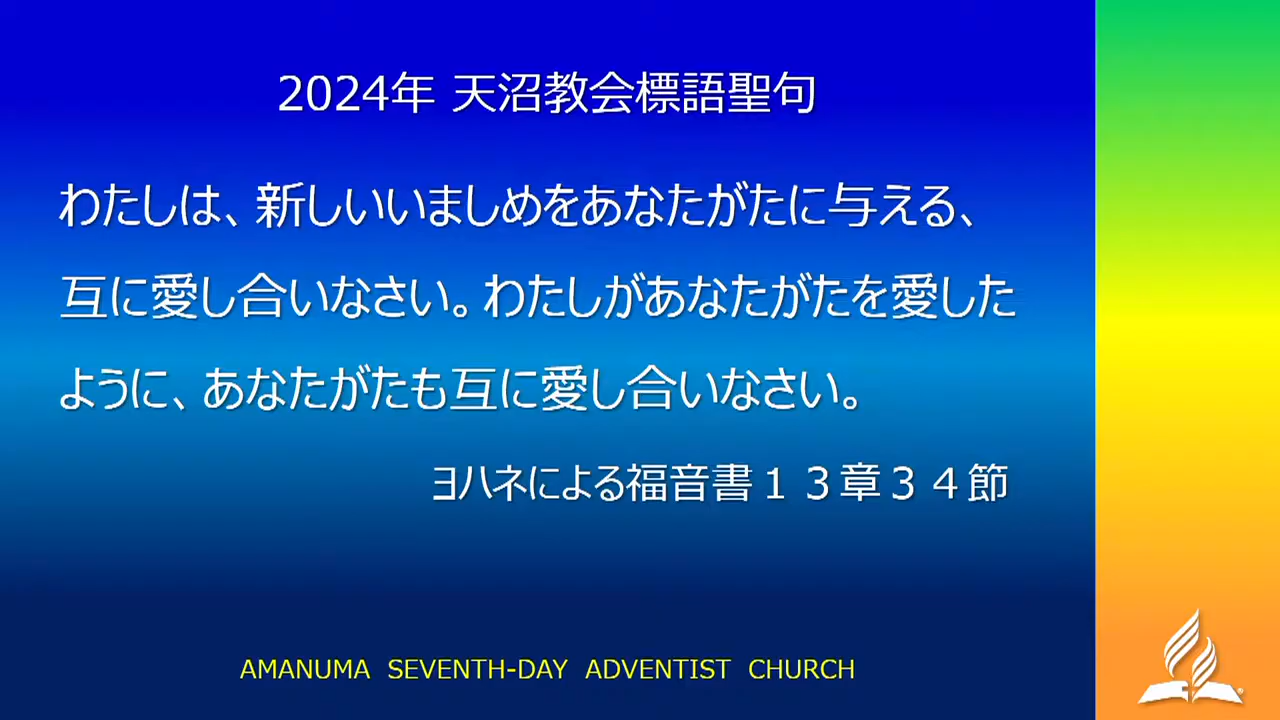 2024年 天沼教会標語聖句
わたしは、新しいいましめをあなたがたに与える、
互に愛し合いなさい。わたしがあなたがたを愛した
ように、あなたがたも互に愛し合いなさい。
ヨハネによる福音書１３章３４節
AMANUMA SEVENTH-DAY ADVENTIST CHURCH